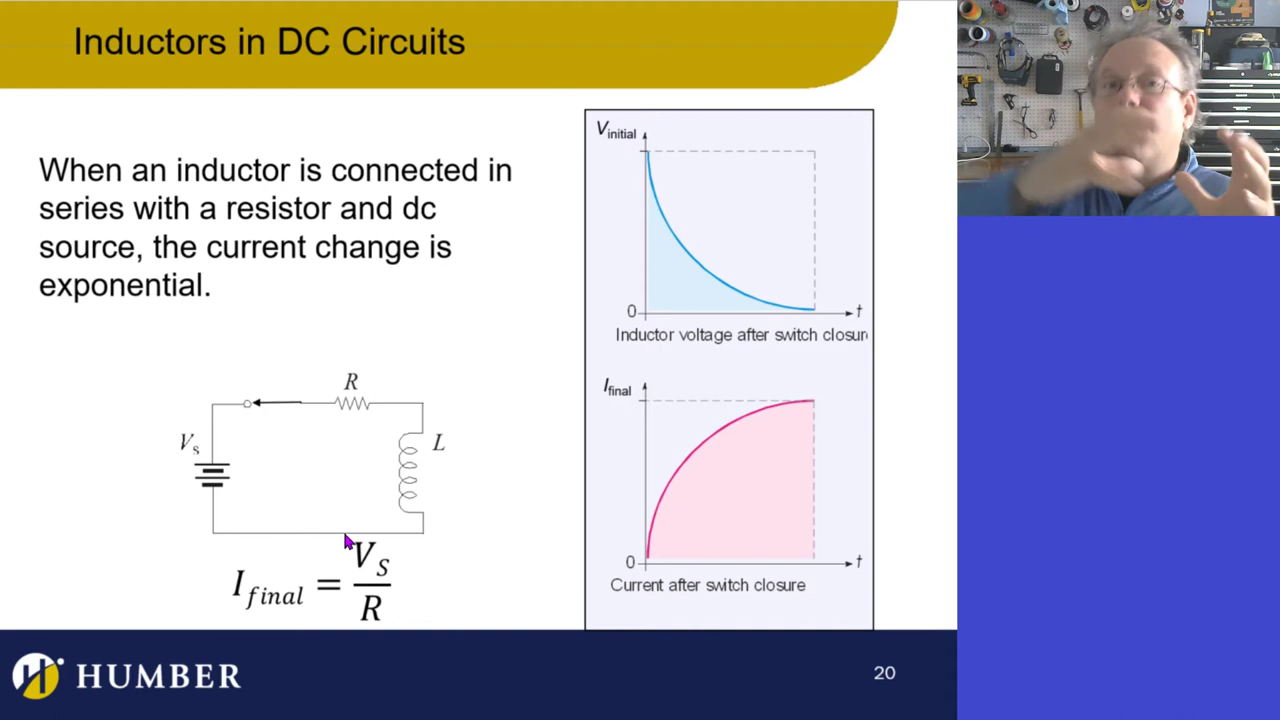 Inductors in DC Circuits
When an inductor is connected in
series with a resistor and dc
source, the current change is
exponential.
R
Vs
L
I final = VS / R
Vinitial
0
t
Inductor voltage after switch closur
Ifinal
0
t
Current after switch closure
HUMBER
20